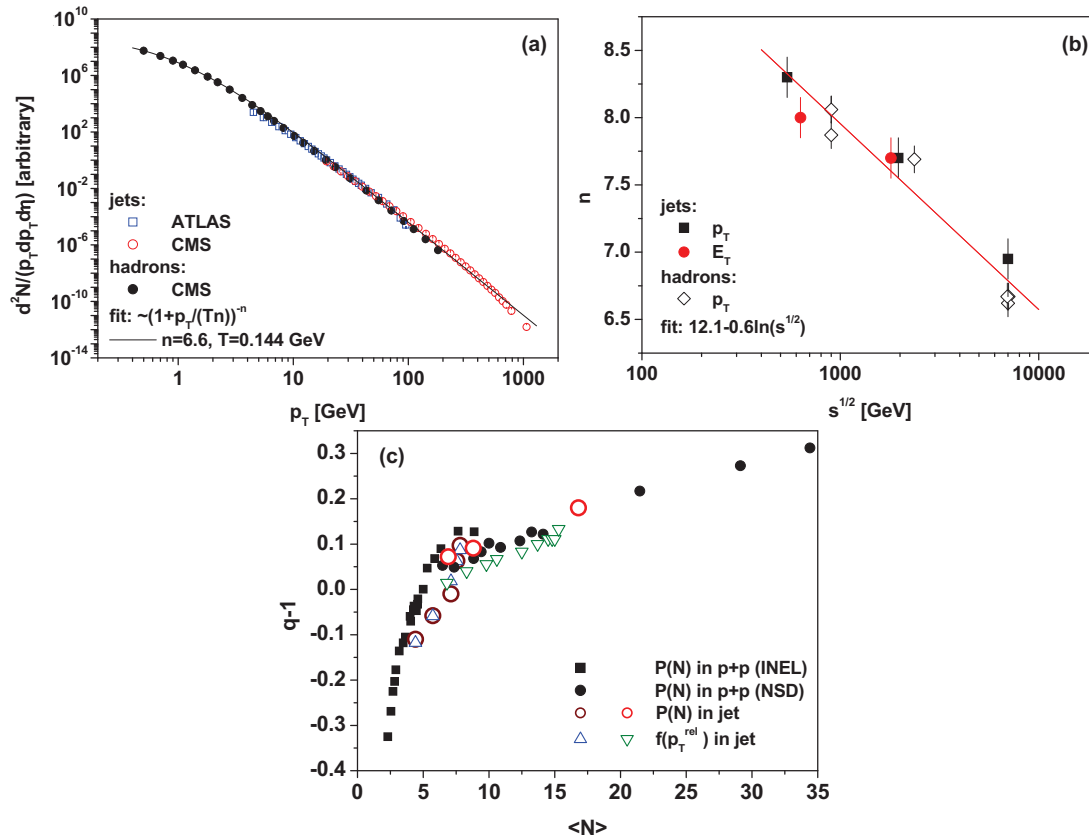 (a)
10^10
10^6
10^2
10^-2
10^-6
10^-10
10^-14
d^2N/(p_T dp_T dη) [arbitrary]
jets:
ATLAS
CMS
hadrons:
CMS
fit: ~(1+p_T/(Tn))^-n
n=6.6, T=0.144 GeV
1 10 100 1000
p_T [GeV]
(b)
8.5
8.0
7.5
7.0
6.5
n
jets:
p_T
E_T
hadrons:
p_T
fit: 12.1-0.6ln(s^1/2)
100 1000 10000
s^1/2 [GeV]
(c)
0.3
0.2
0.1
0.0
-0.1
-0.2
-0.3
-0.4
q-1
P(N) in p+p (INEL)
P(N) in p+p (NSD)
P(N) in jet
f(p_T^rel) in jet
0 5 10 15 20 25 30 35
<N>